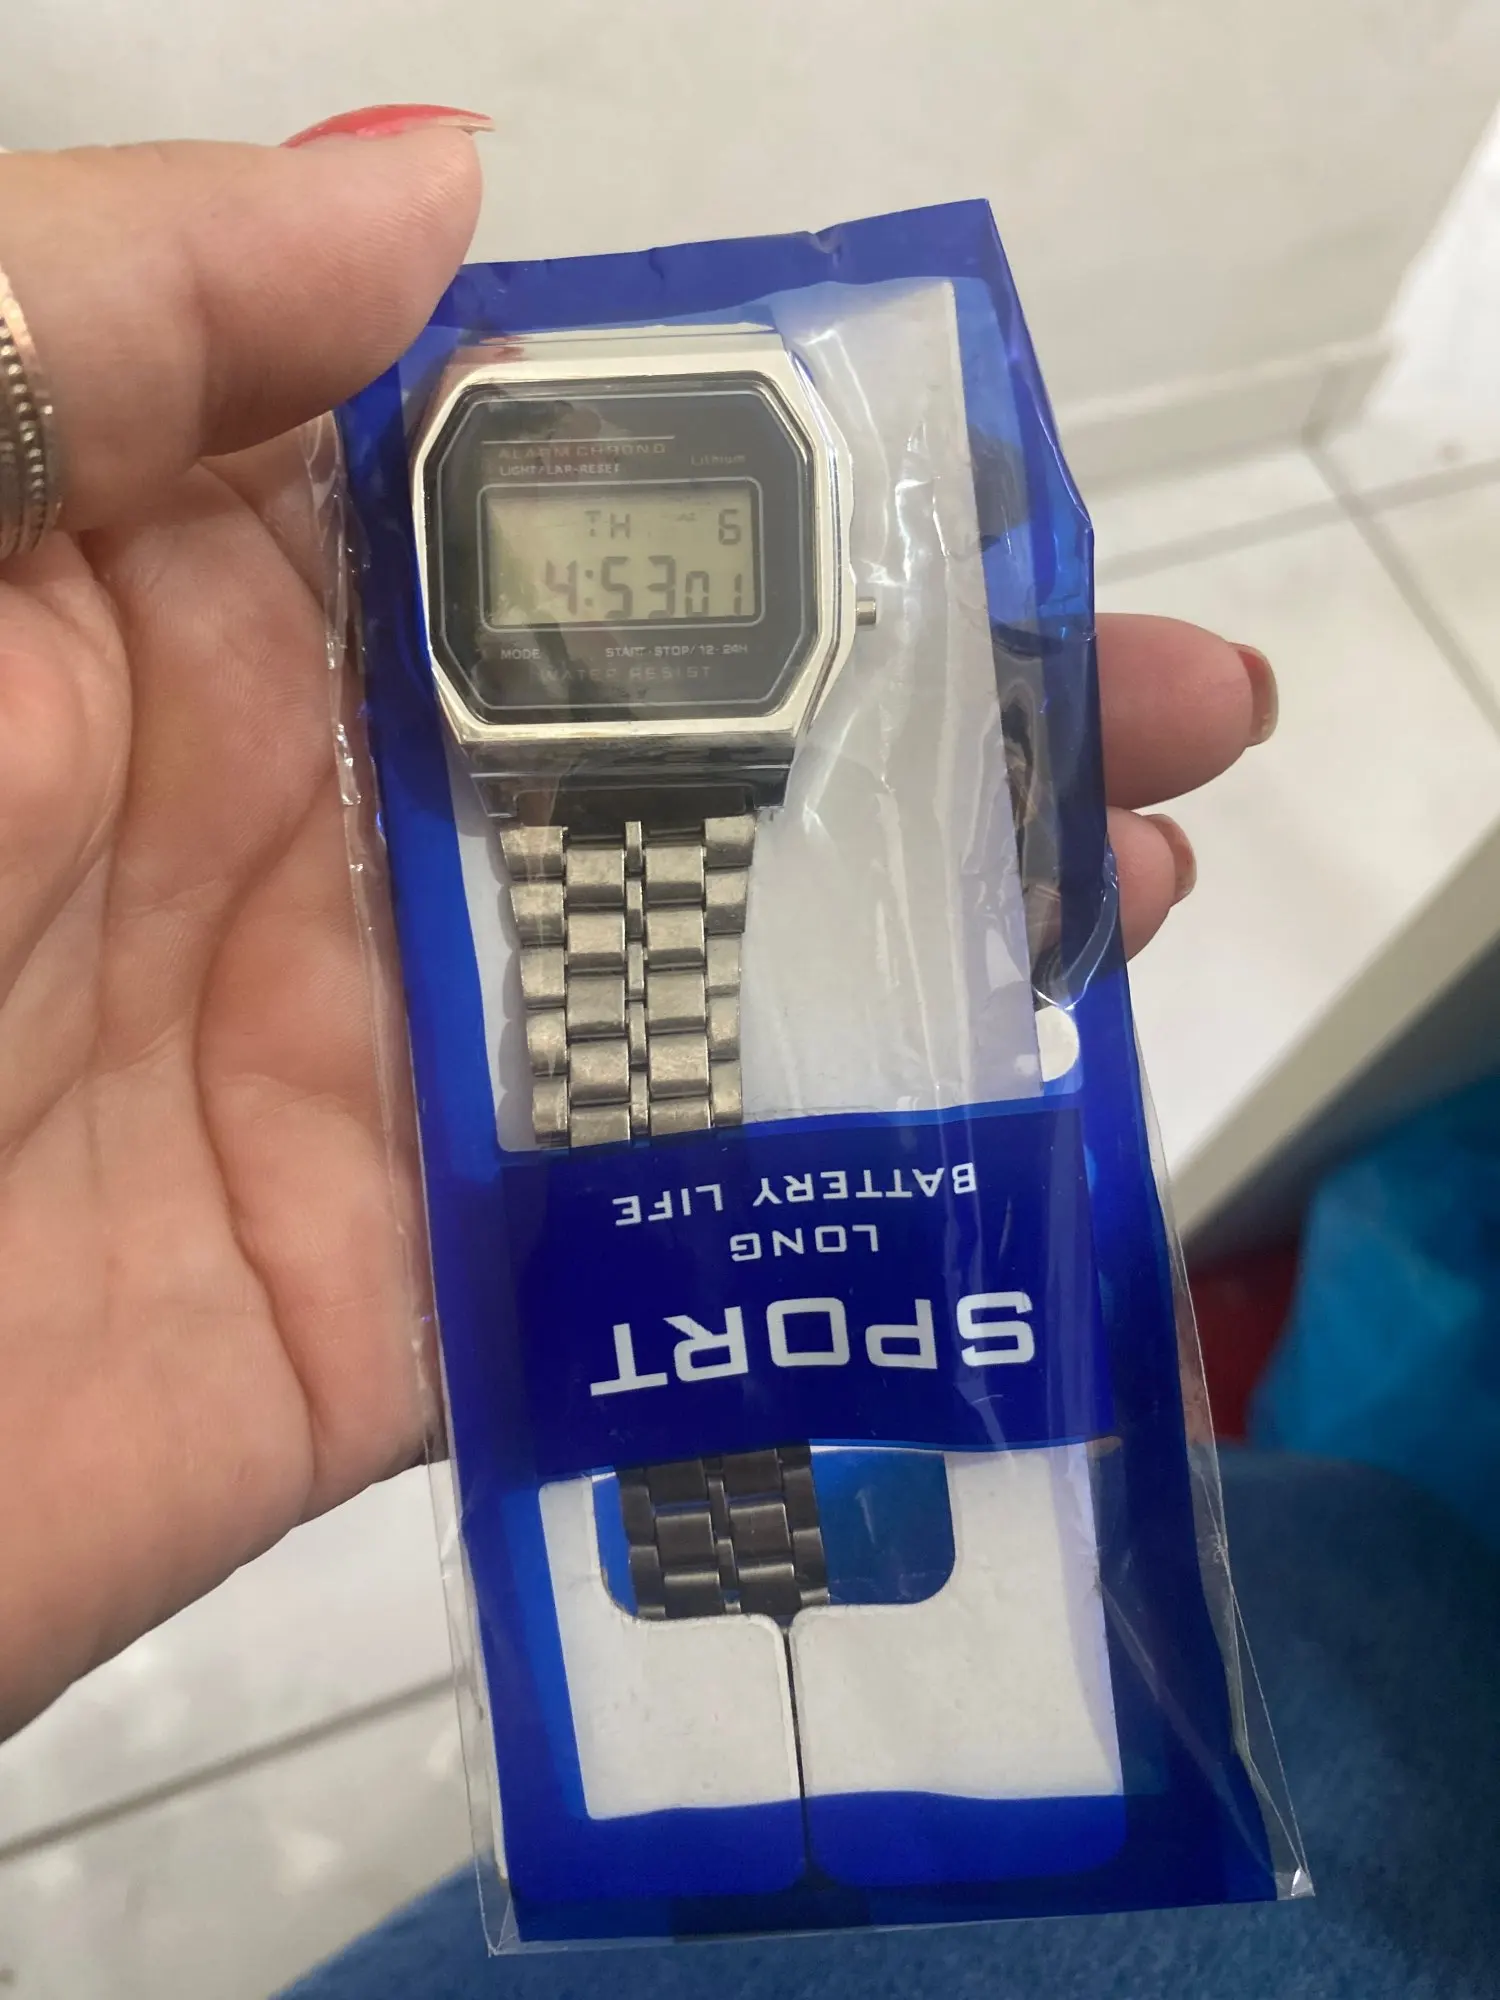 ALARM CHRONO
LIGHT/LAP-RESET
Lithium
TH 6
4:53 01
MODE START·STOP/12·24H
WATER RESIST
SPORT
LONG
BATTERY LIFE